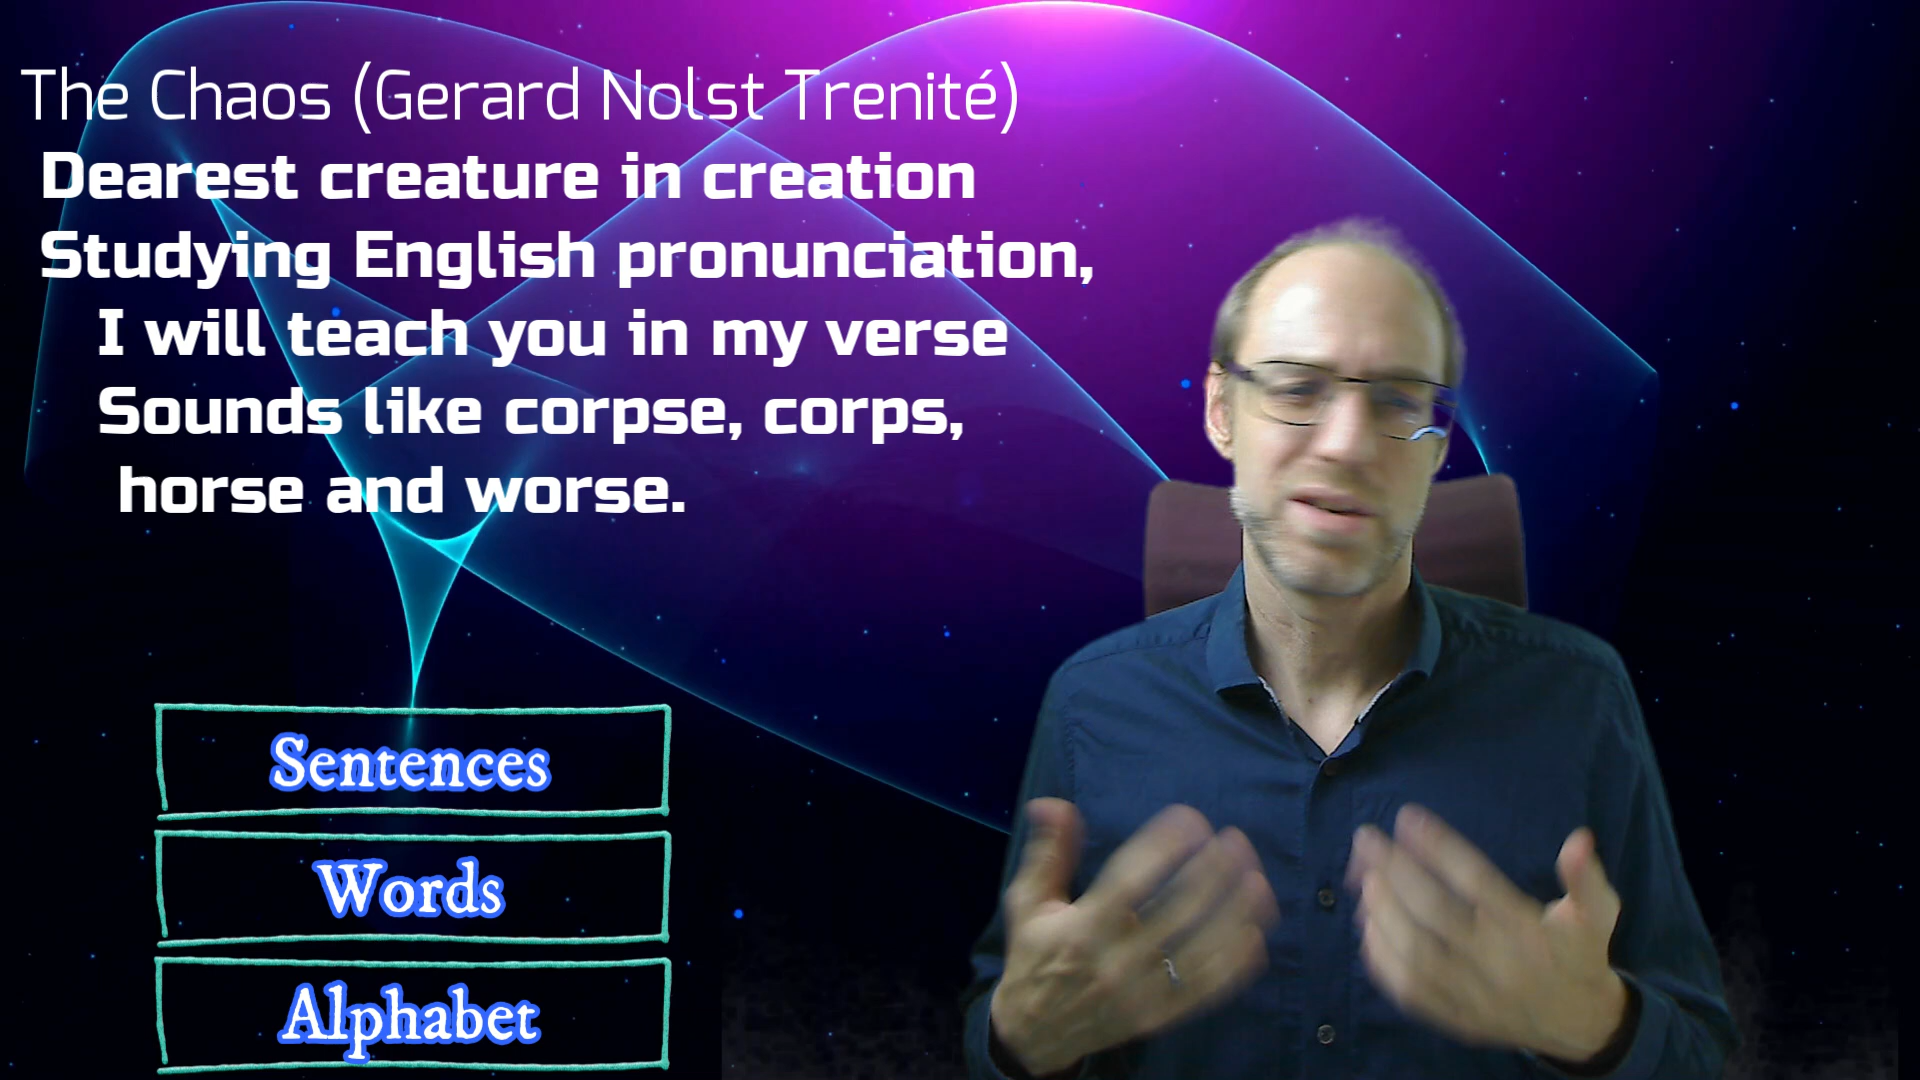 The Chaos (Gerard Nolst Trenité)
Dearest creature in creation
Studying English pronunciation,
I will teach you in my verse
Sounds like corpse, corps,
horse and worse.
Sentences
Words
Alphabet